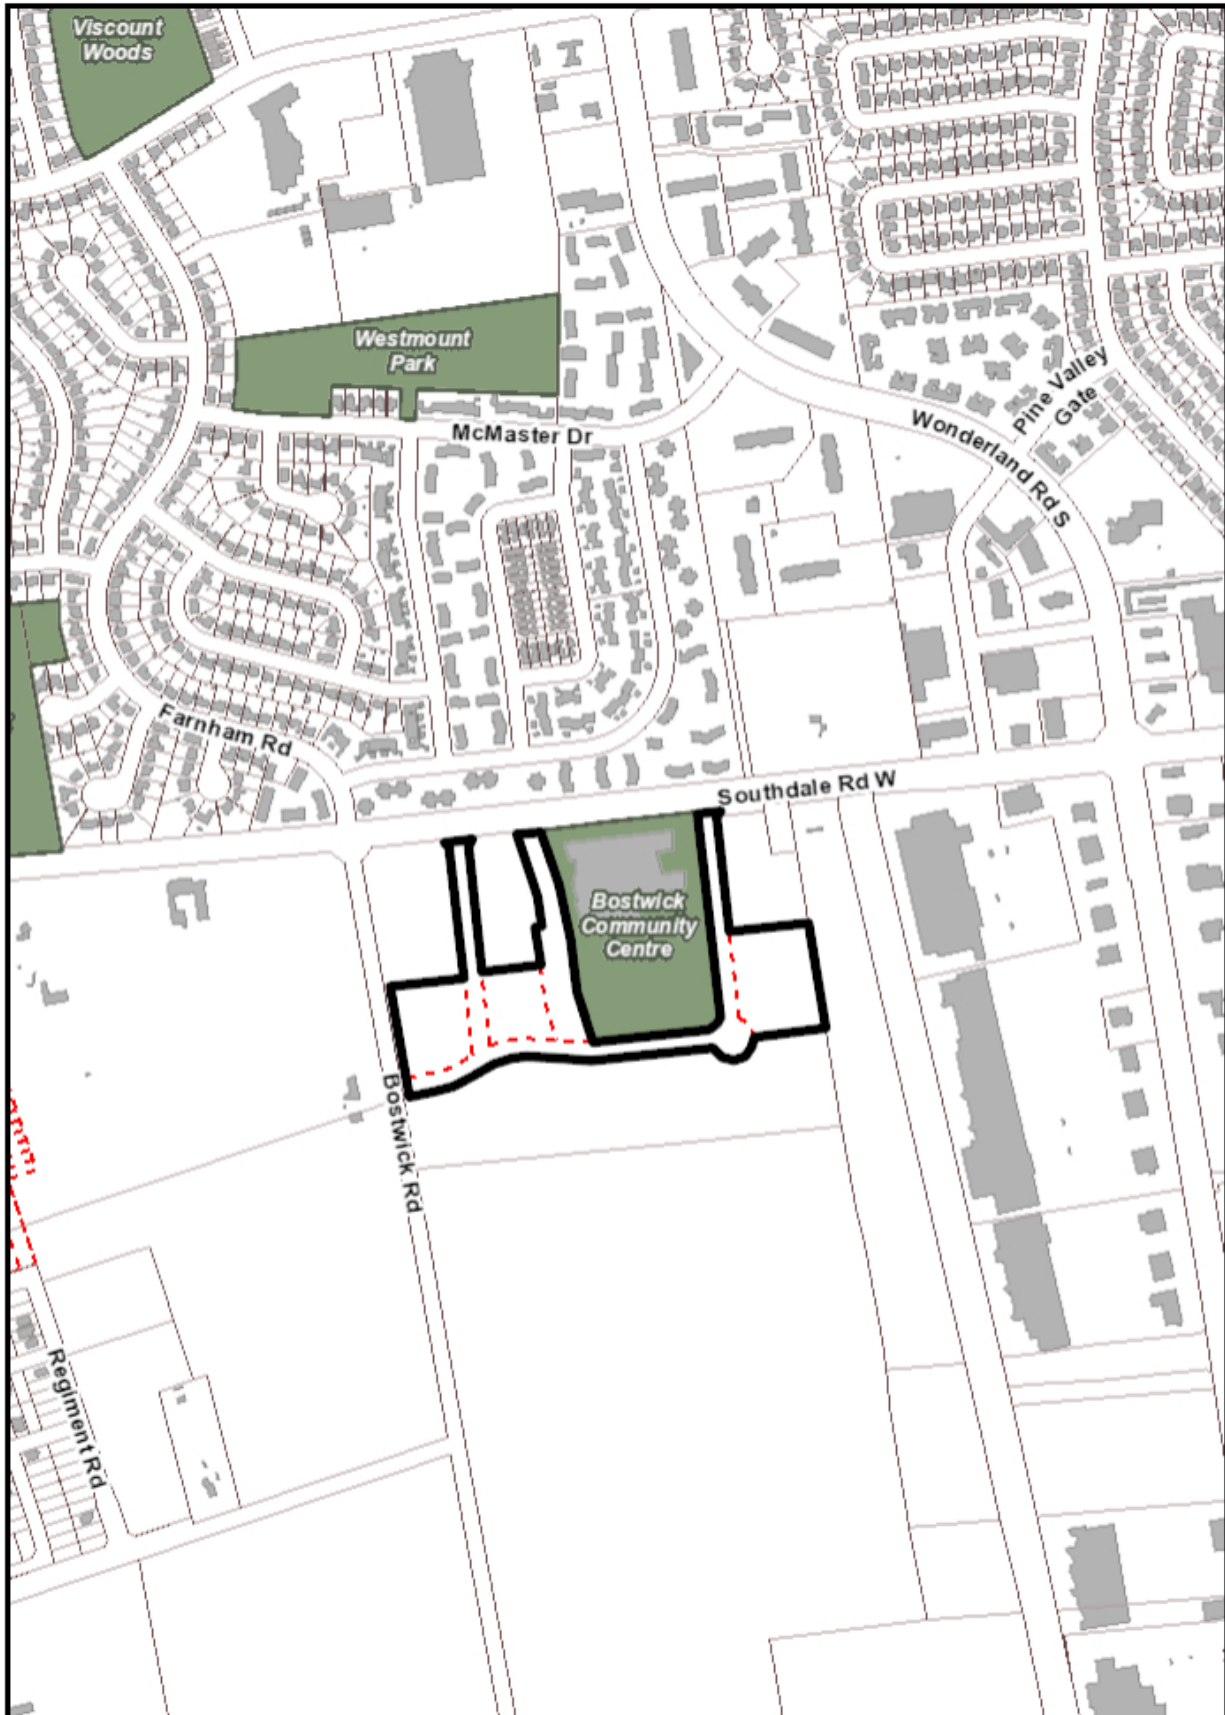 Viscount
Woods
Westmount
Park
McMaster Dr
Pine Valley
Gate
Wonderland Rd S
Farnham Rd
Southdale Rd W
Bostwick
Community
Centre
Bostwick Rd
Regiment Rd